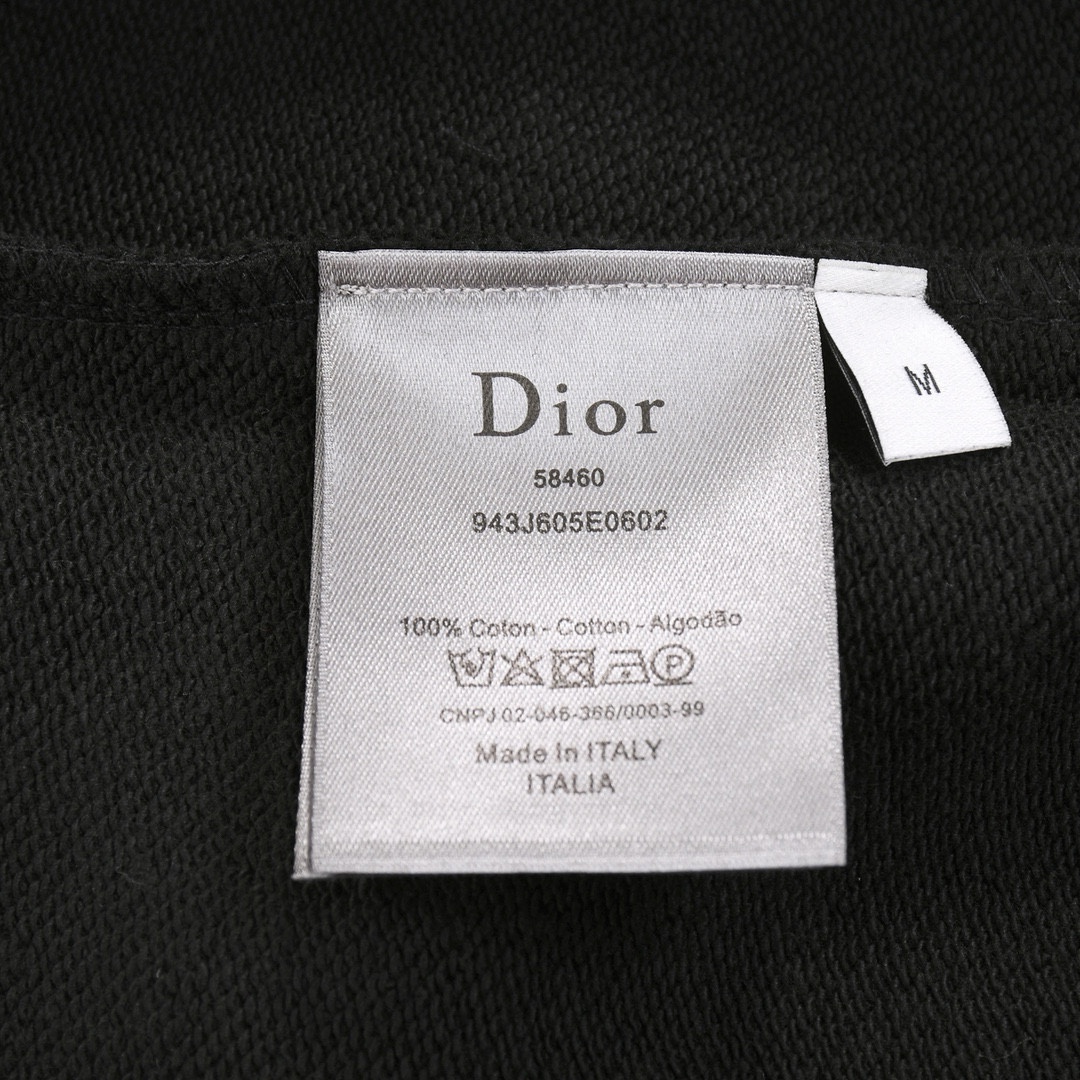 Dior
58460
943J605E0602
100% Coton - Cotton - Algodão
P
CNPJ 02-046-366/0003-99
Made In ITALY
ITALIA
M